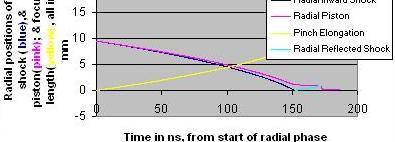 Radial Inward Shock
Radial Piston
Pinch Elongation
Radial Reflected Shock
Radial positions of
shock (blue),&
piston(pink); & focus
length(yellow), all in
mm
15
10
5
0
-5
0
50
100
150
200
Time in ns, from start of radial phase